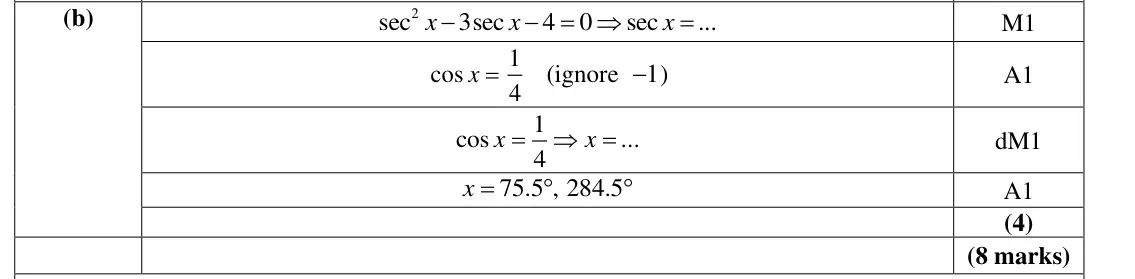 (b) sec² x − 3sec x − 4 = 0 ⇒ sec x = ... M1
cos x = 1/4 (ignore −1) A1
cos x = 1/4 ⇒ x = ... dM1
x = 75.5°, 284.5° A1
(4)
(8 marks)